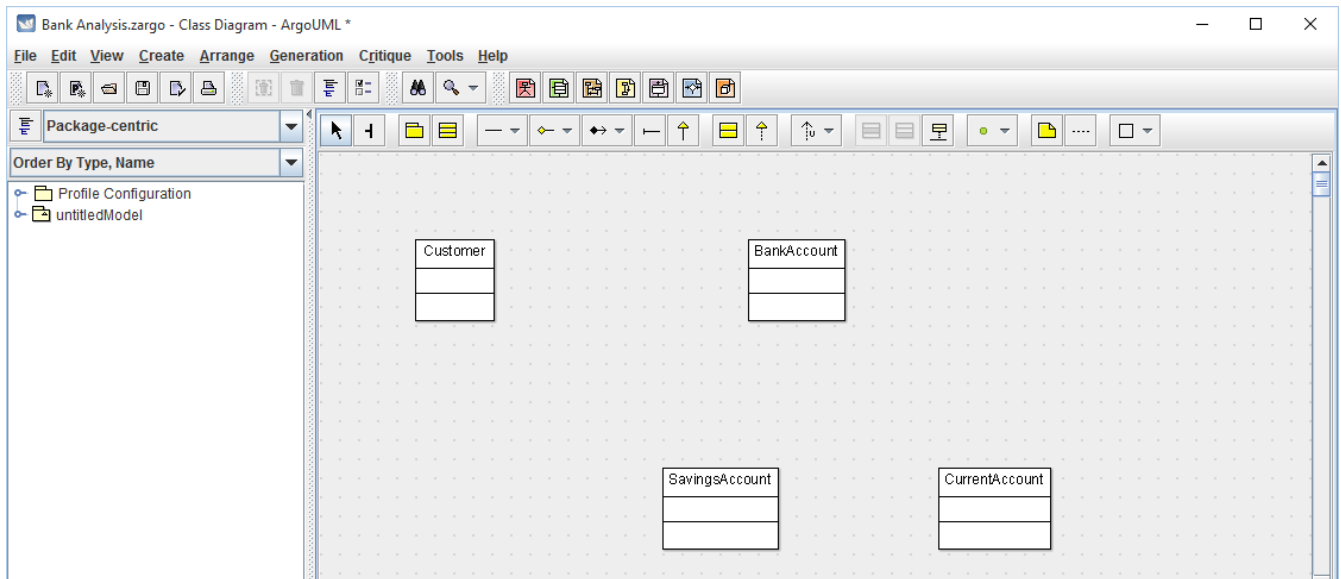 Bank Analysis.zargo - Class Diagram - ArgoUML *
File Edit View Create Arrange Generation Critique Tools Help
Package-centric
Order By Type, Name
Profile Configuration
untitledModel
Customer
BankAccount
SavingsAccount
CurrentAccount